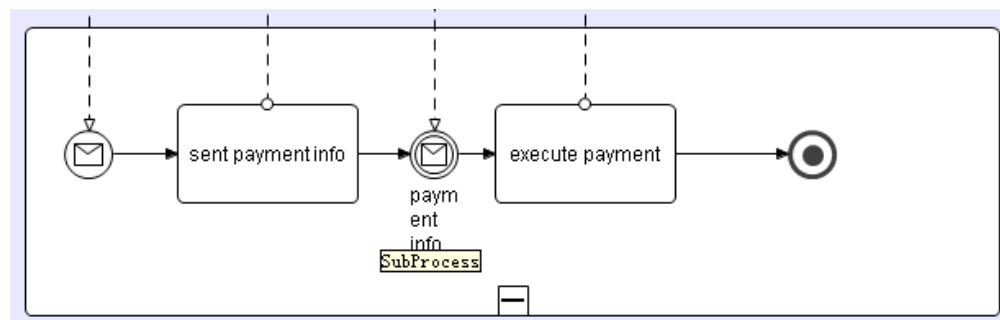 sent payment info
execute payment
paym
ent
info
SubProcess